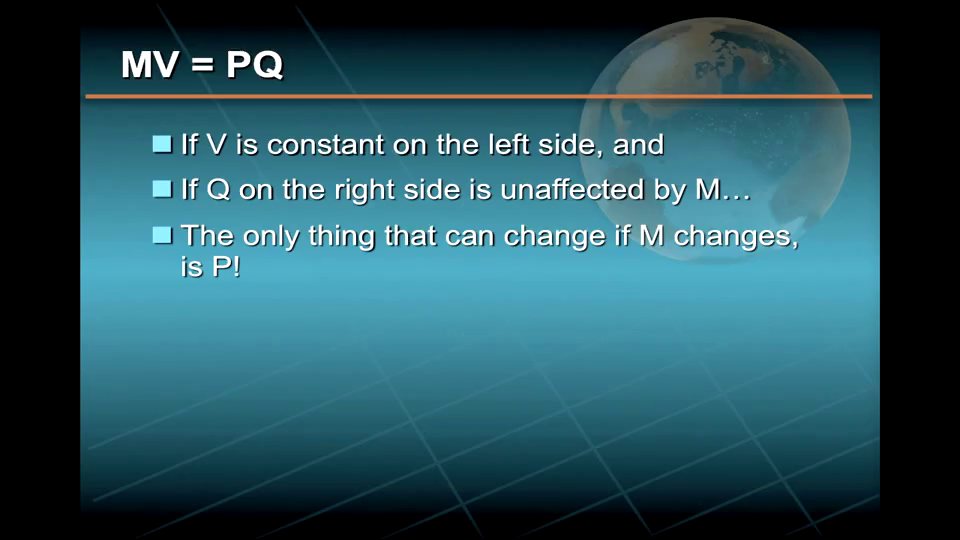 MV = PQ
If V is constant on the left side, and
If Q on the right side is unaffected by M…
The only thing that can change if M changes,
is P!